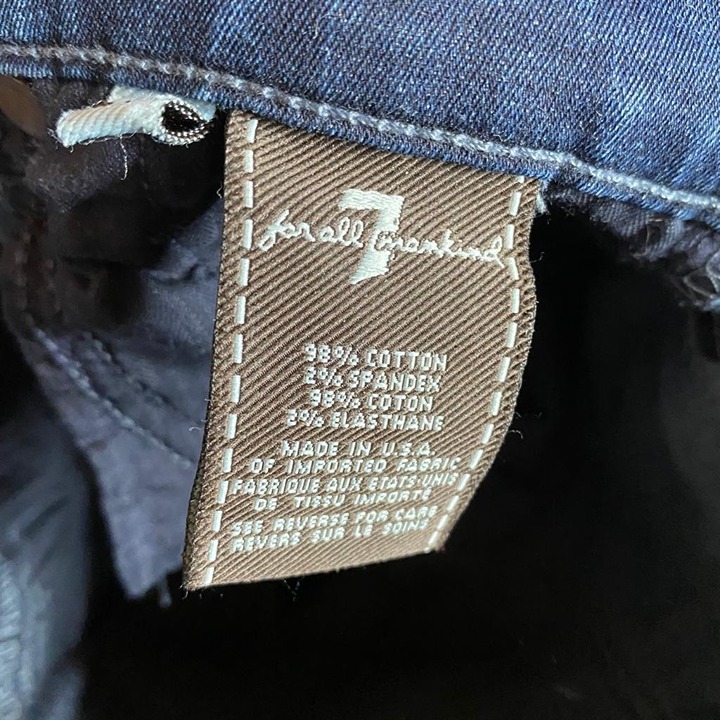 7
for all mankind
98% COTTON
2% SPANDEX
98% COTON
2% ELASTHANE
MADE IN U.S.A.
OF IMPORTED FABRIC
FABRIQUE AUX ETATS-UNIS
DE TISSU IMPORTÉ
SEE REVERSE FOR CARE
REVERS SUR LE SOINS